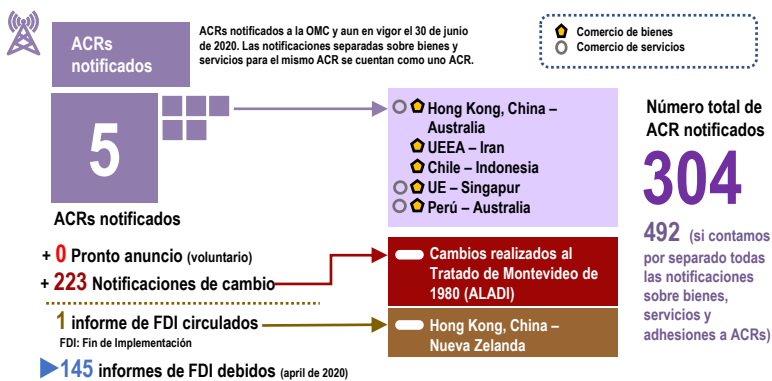 ACRs
notificados
ACRs notificados a la OMC y aun en vigor el 30 de junio
de 2020. Las notificaciones separadas sobre bienes y
servicios para el mismo ACR se cuentan como uno ACR.
Comercio de bienes
Comercio de servicios
5
ACRs notificados
Hong Kong, China –
Australia
UEEA – Iran
Chile – Indonesia
UE – Singapur
Perú – Australia
Número total de
ACR notificados
304
492 (si contamos
por separado todas
las notificaciones
sobre bienes,
servicios y
adhesiones a ACRs)
+ 0 Pronto anuncio (voluntario)
+ 223 Notificaciones de cambio
Cambios realizados al
Tratado de Montevideo de
1980 (ALADI)
1 informe de FDI circulados
FDI: Fin de Implementación
Hong Kong, China –
Nueva Zelanda
145 informes de FDI debidos (april de 2020)